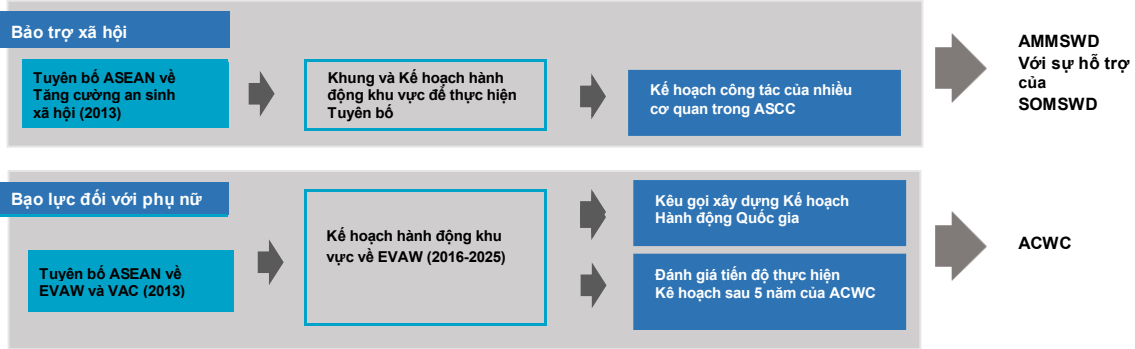 Bảo trợ xã hội
Tuyên bố ASEAN về
Tăng cường an sinh
xã hội (2013)
Khung và Kế hoạch hành
động khu vực để thực hiện
Tuyên bố
Kế hoạch công tác của nhiều
cơ quan trong ASCC
AMMSWD
Với sự hỗ trợ
của
SOMSWD
Bạo lực đối với phụ nữ
Tuyên bố ASEAN về
EVAW và VAC (2013)
Kế hoạch hành động khu
vực về EVAW (2016-2025)
Kêu gọi xây dựng Kế hoạch
Hành động Quốc gia
Đánh giá tiến độ thực hiện
Kê hoạch sau 5 năm của ACWC
ACWC